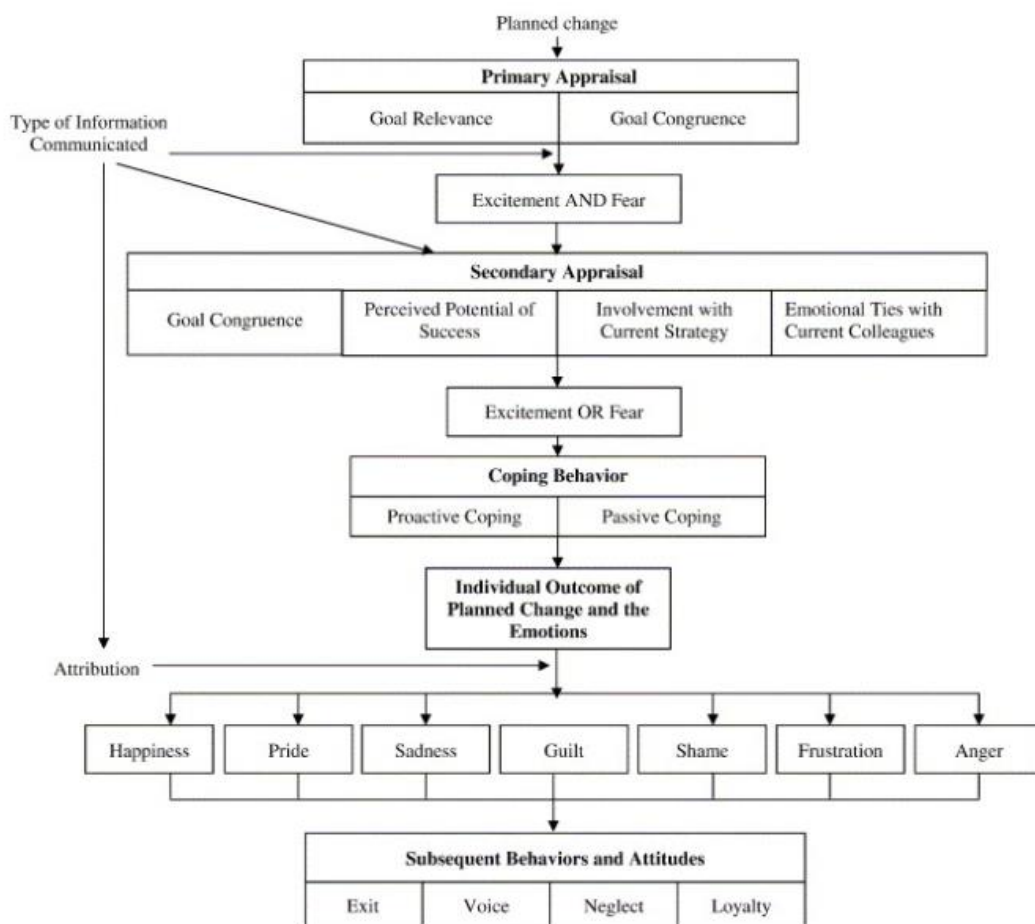 Planned change
Primary Appraisal
Goal Relevance
Goal Congruence
Type of Information
Communicated
Excitement AND Fear
Secondary Appraisal
Goal Congruence
Perceived Potential of
Success
Involvement with
Current Strategy
Emotional Ties with
Current Colleagues
Excitement OR Fear
Coping Behavior
Proactive Coping
Passive Coping
Individual Outcome of
Planned Change and the
Emotions
Attribution
Happiness
Pride
Sadness
Guilt
Shame
Frustration
Anger
Subsequent Behaviors and Attitudes
Exit
Voice
Neglect
Loyalty